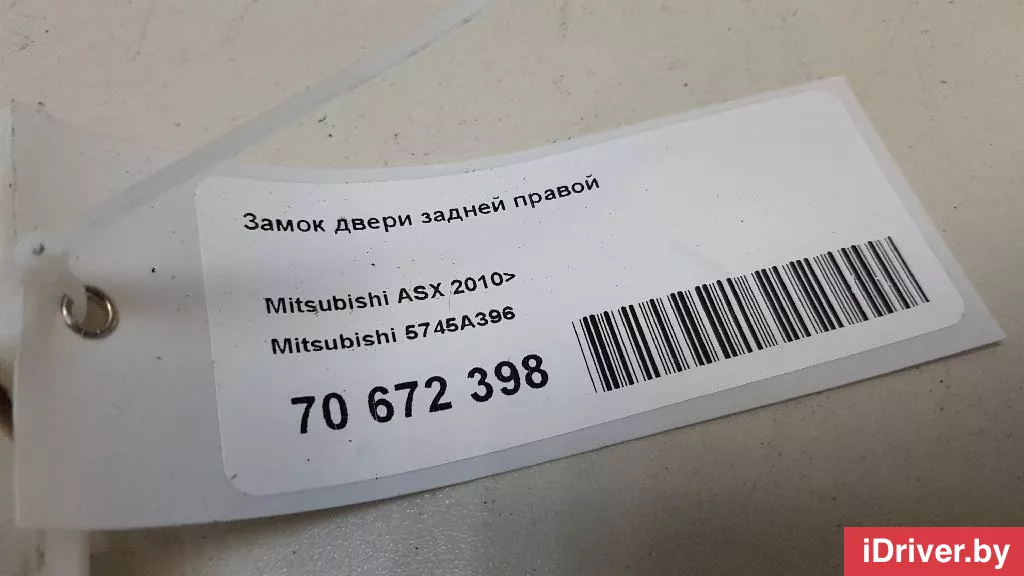 Замок двери задней правой
Mitsubishi ASX 2010>
Mitsubishi 5745A396
70 672 398
iDriver.by